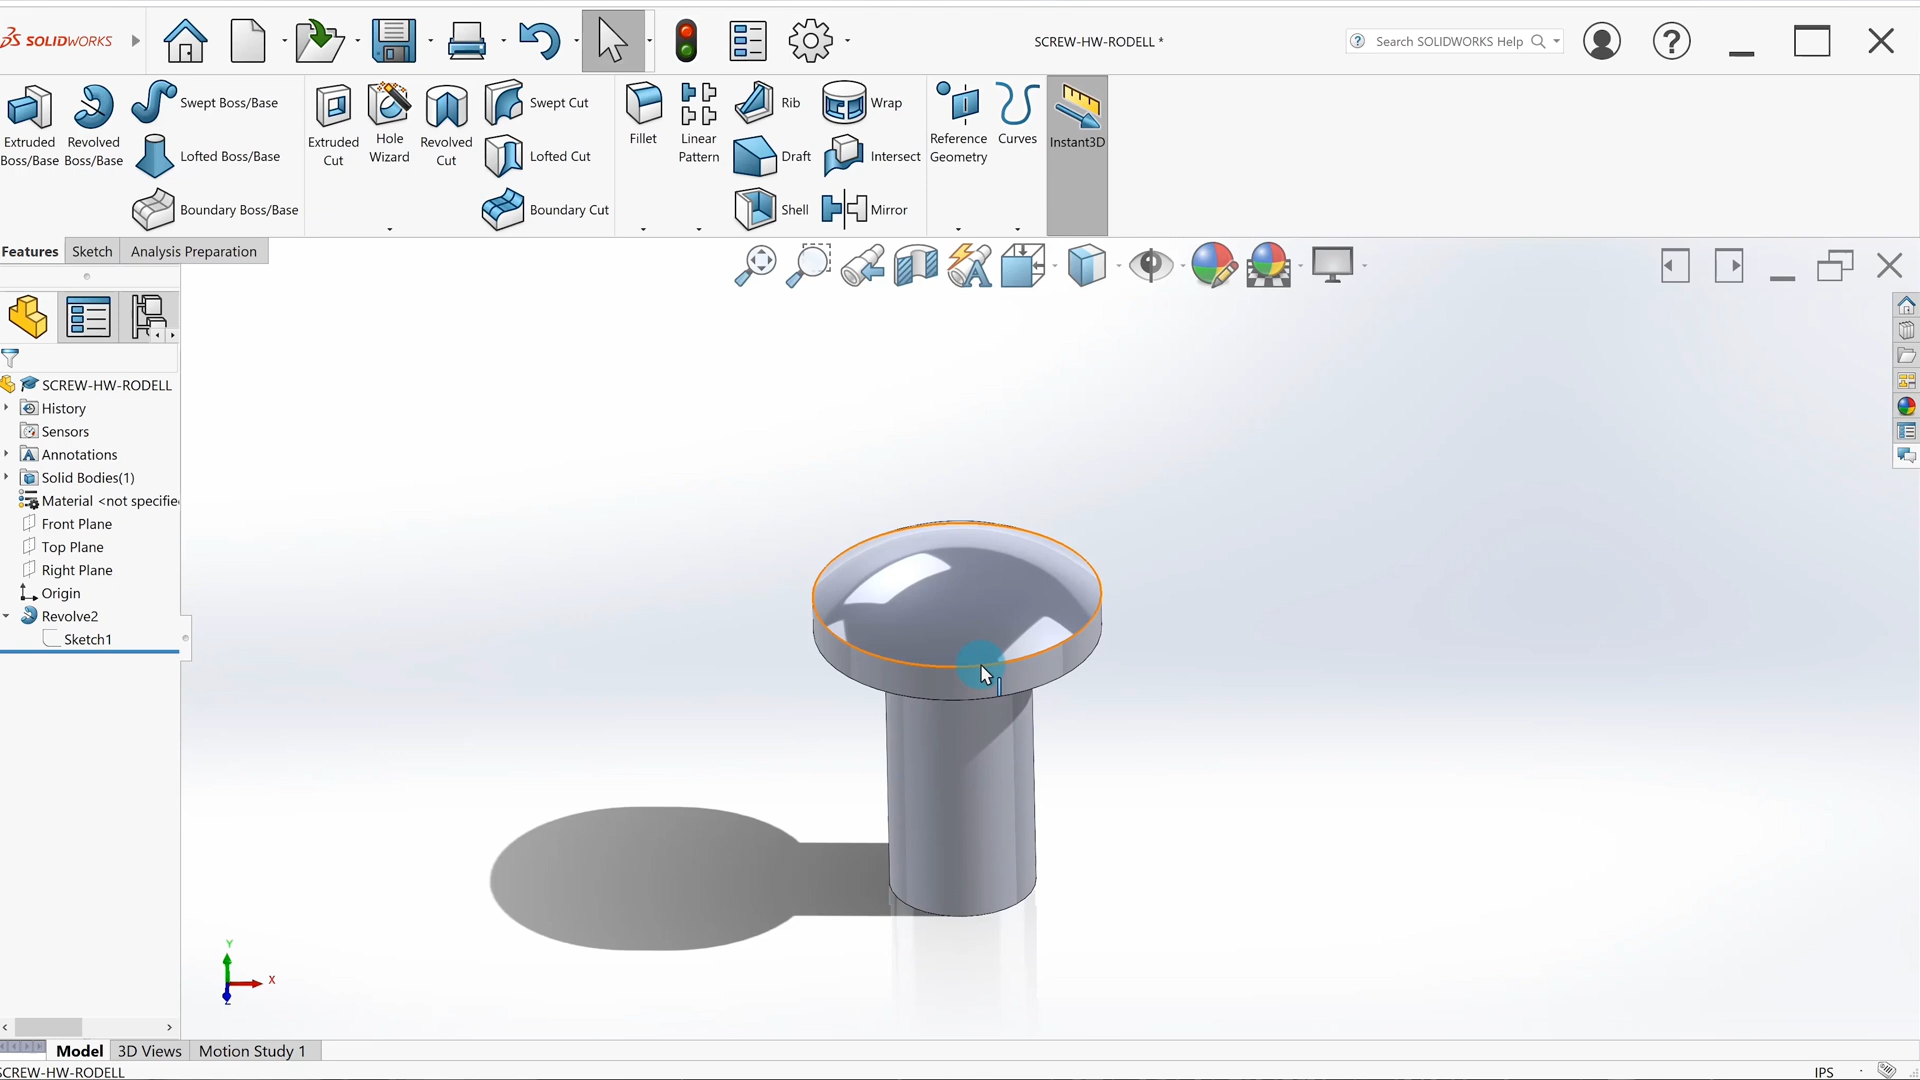 SOLIDWORKS
SCREW-HW-RODELL *
Search SOLIDWORKS Help
Extruded Boss/Base
Revolved Boss/Base
Swept Boss/Base
Lofted Boss/Base
Boundary Boss/Base
Extruded Cut
Hole Wizard
Revolved Cut
Swept Cut
Lofted Cut
Boundary Cut
Fillet
Linear Pattern
Rib
Draft
Shell
Wrap
Intersect
Mirror
Reference Geometry
Curves
Instant3D
Features
Sketch
Analysis Preparation
SCREW-HW-RODELL
History
Sensors
Annotations
Solid Bodies(1)
Material <not specifie
Front Plane
Top Plane
Right Plane
Origin
Revolve2
Sketch1
Y
X
Z
Model
3D Views
Motion Study 1
SCREW-HW-RODELL
IPS